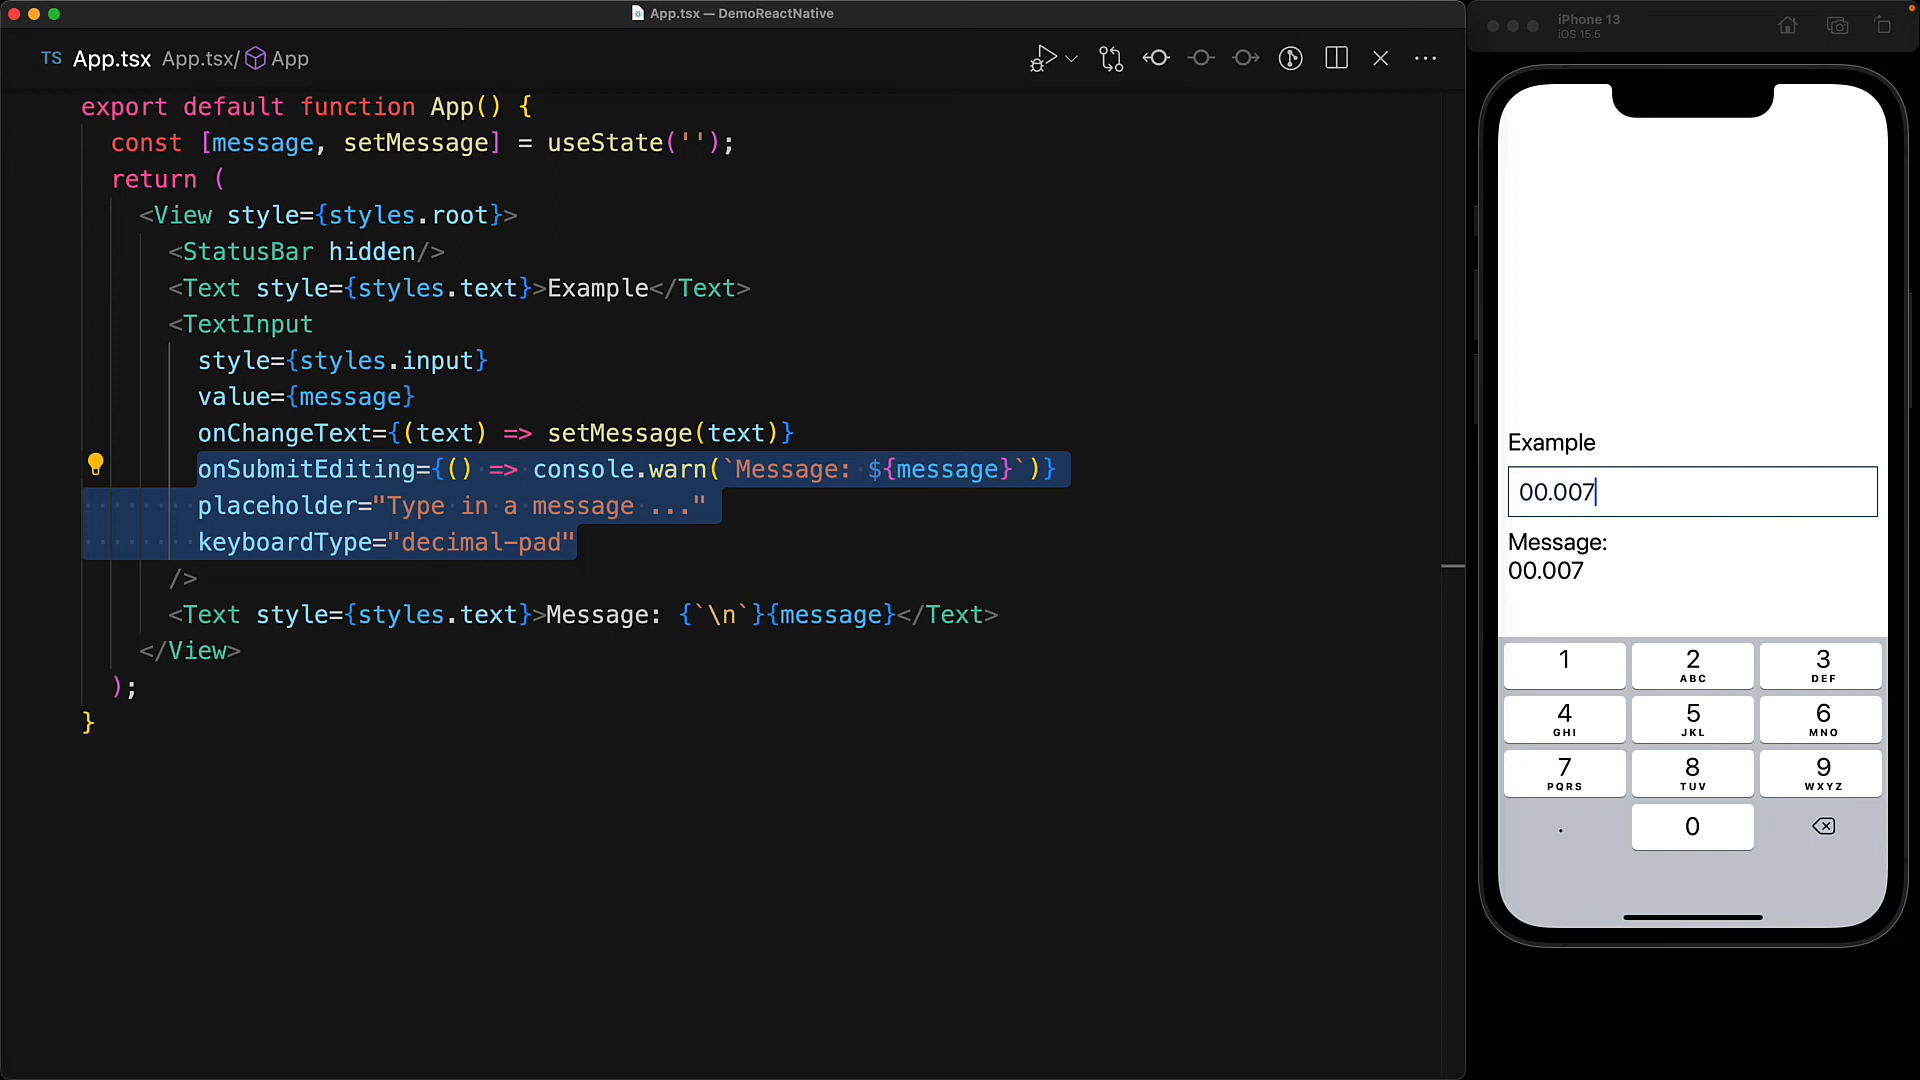 App.tsx — DemoReactNative
TS App.tsx App.tsx/ App
export default function App() {
const [message, setMessage] = useState('');
return (
<View style={styles.root}>
<StatusBar hidden/>
<Text style={styles.text}>Example</Text>
<TextInput
style={styles.input}
value={message}
onChangeText={(text) => setMessage(text)}
onSubmitEditing={() => console.warn(`Message: ${message}`)}
placeholder="Type in a message ..."
keyboardType="decimal-pad"
/>
<Text style={styles.text}>Message: {`\n`}{message}</Text>
</View>
);
}
iPhone 13
iOS 15.5
Example
00.007
Message:
00.007
1 2 3
ABC DEF
4 5 6
GHI JKL MNO
7 8 9
PQRS TUV WXYZ
. 0